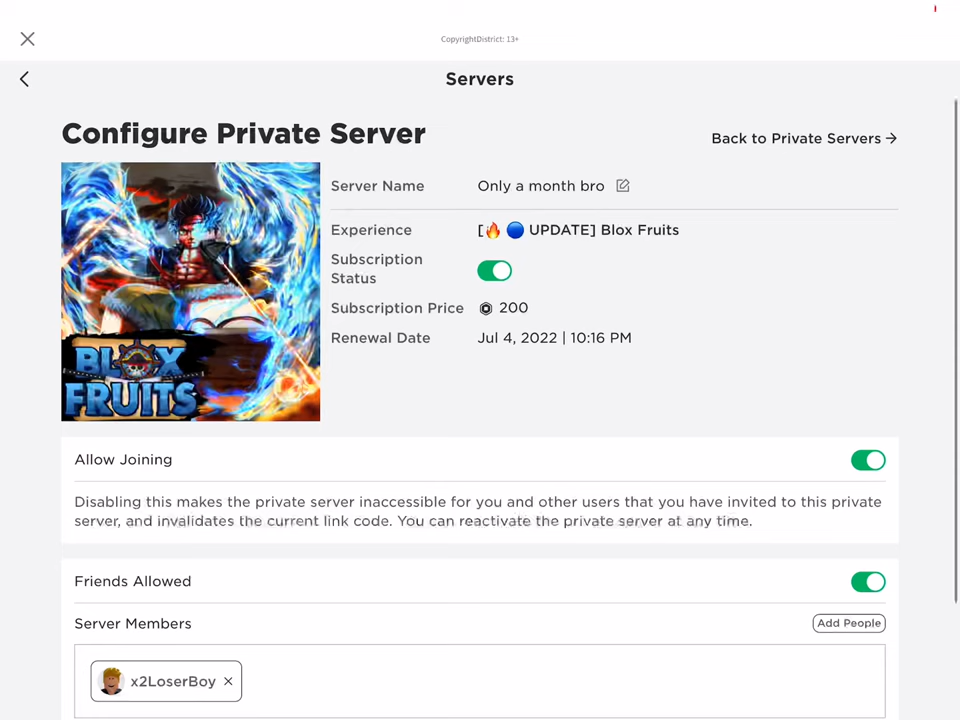 CopyrightDistrict: 13+
Servers
Configure Private Server
Back to Private Servers →
Server Name Only a month bro
Experience [🔥 🔵 UPDATE] Blox Fruits
Subscription
Status
Subscription Price 200
Renewal Date Jul 4, 2022 | 10:16 PM
BLOX
FRUITS
Allow Joining
Disabling this makes the private server inaccessible for you and other users that you have invited to this private
server, and invalidates the current link code. You can reactivate the private server at any time.
Friends Allowed
Server Members Add People
x2LoserBoy ×